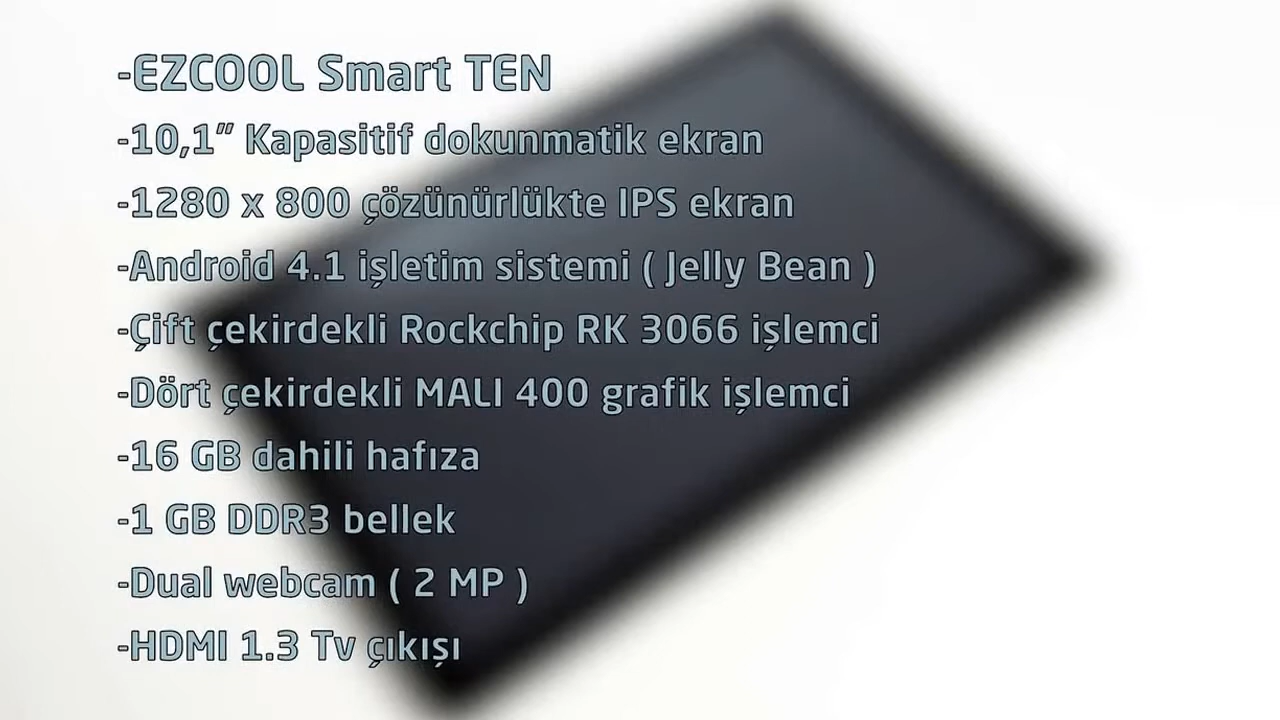 -EZCOOL Smart TEN
-10,1” Kapasitif dokunmatik ekran
-1280 x 800 çözünürlükte IPS ekran
-Android 4.1 işletim sistemi ( Jelly Bean )
-Çift çekirdekli Rockchip RK 3066 işlemci
-Dört çekirdekli MALI 400 grafik işlemci
-16 GB dahili hafıza
-1 GB DDR3 bellek
-Dual webcam ( 2 MP )
-HDMI 1.3 Tv çıkışı